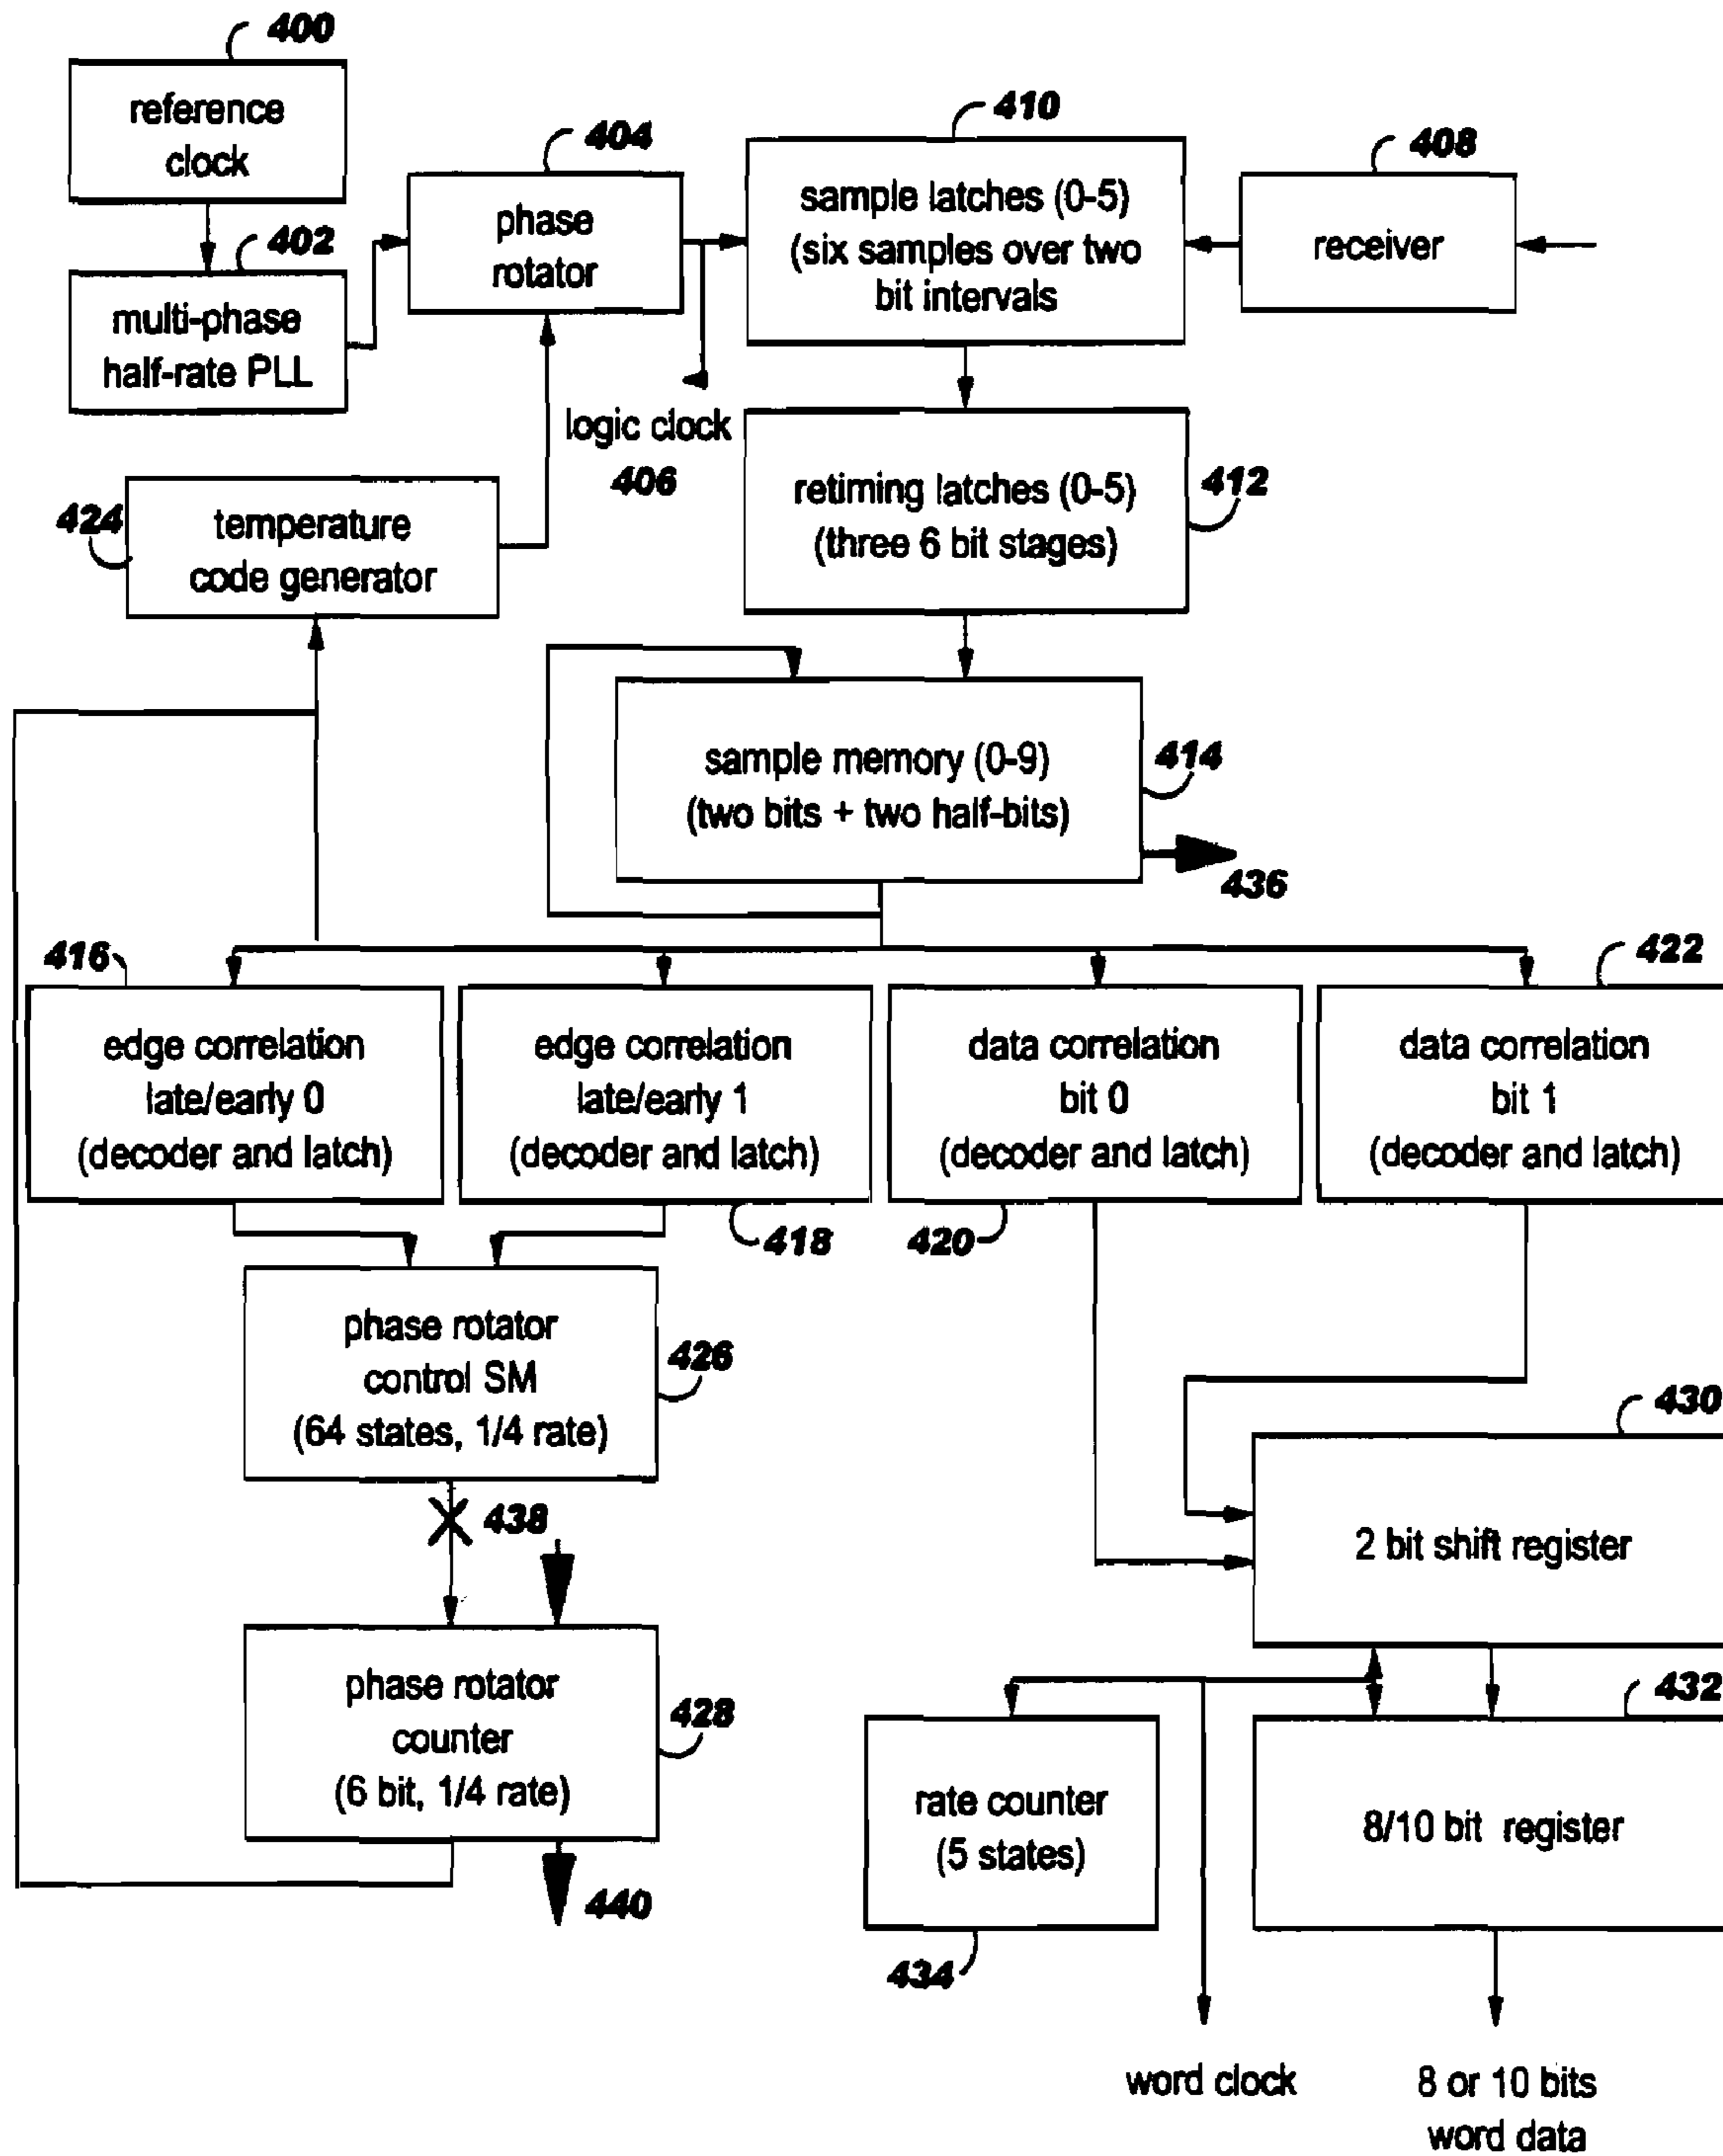 400
reference
clock
402
multi-phase
half-rate PLL
404
phase
rotator
logic clock
406
410
sample latches (0-5)
(six samples over two
bit intervals
408
receiver
retiming latches (0-5)
(three 6 bit stages)
412
424
temperature
code generator
sample memory (0-9)
(two bits + two half-bits)
414
436
416
edge correlation
late/early 0
(decoder and latch)
edge correlation
late/early 1
(decoder and latch)
418
data correlation
bit 0
(decoder and latch)
420
422
data correlation
bit 1
(decoder and latch)
phase rotator
control SM
(64 states, 1/4 rate)
426
438
phase rotator
counter
(6 bit, 1/4 rate)
428
440
430
2 bit shift register
432
8/10 bit register
rate counter
(5 states)
434
word clock
8 or 10 bits
word data